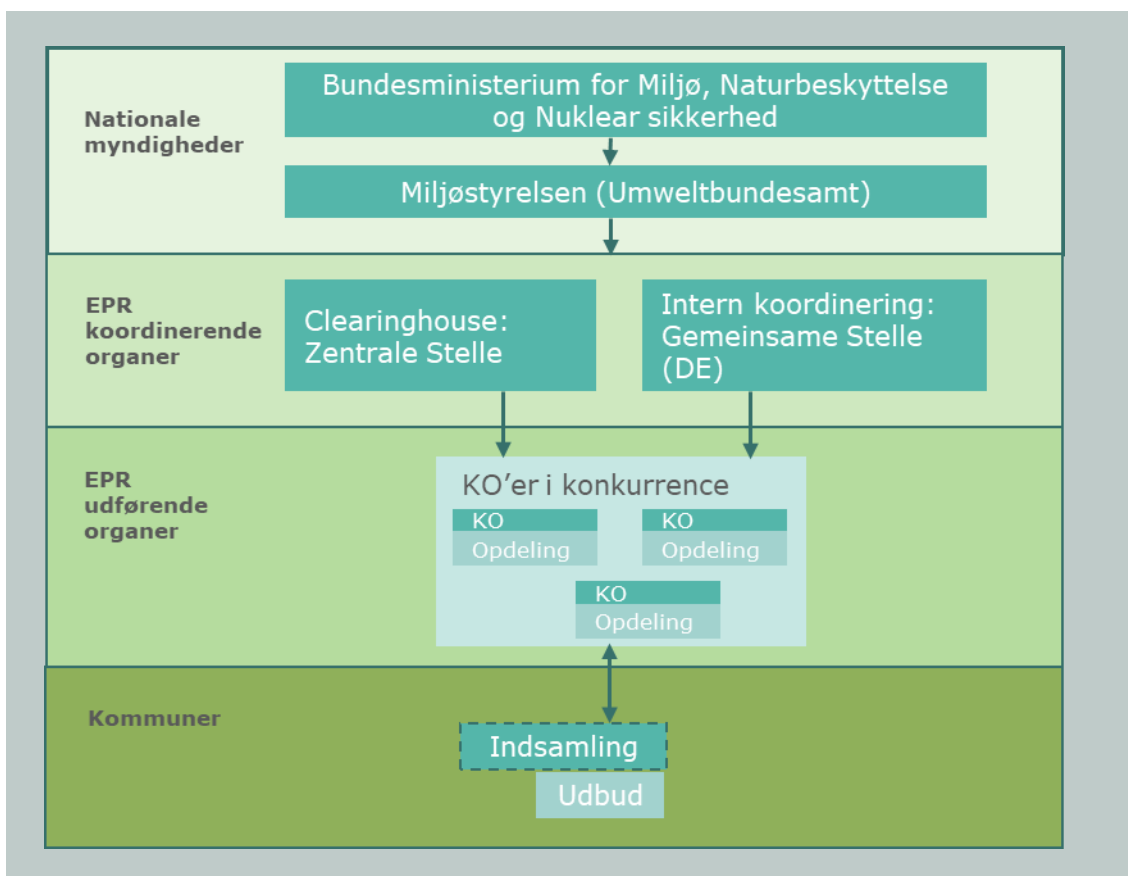 Nationale
myndigheder
Bundesministerium for Miljø, Naturbeskyttelse
og Nuklear sikkerhed
Miljøstyrelsen (Umweltbundesamt)
EPR
koordinerende
organer
Clearinghouse:
Zentrale Stelle
Intern koordinering:
Gemeinsame Stelle
(DE)
EPR
udførende
organer
KO’er i konkurrence
KO
Opdeling
KO
Opdeling
KO
Opdeling
Kommuner
Indsamling
Udbud